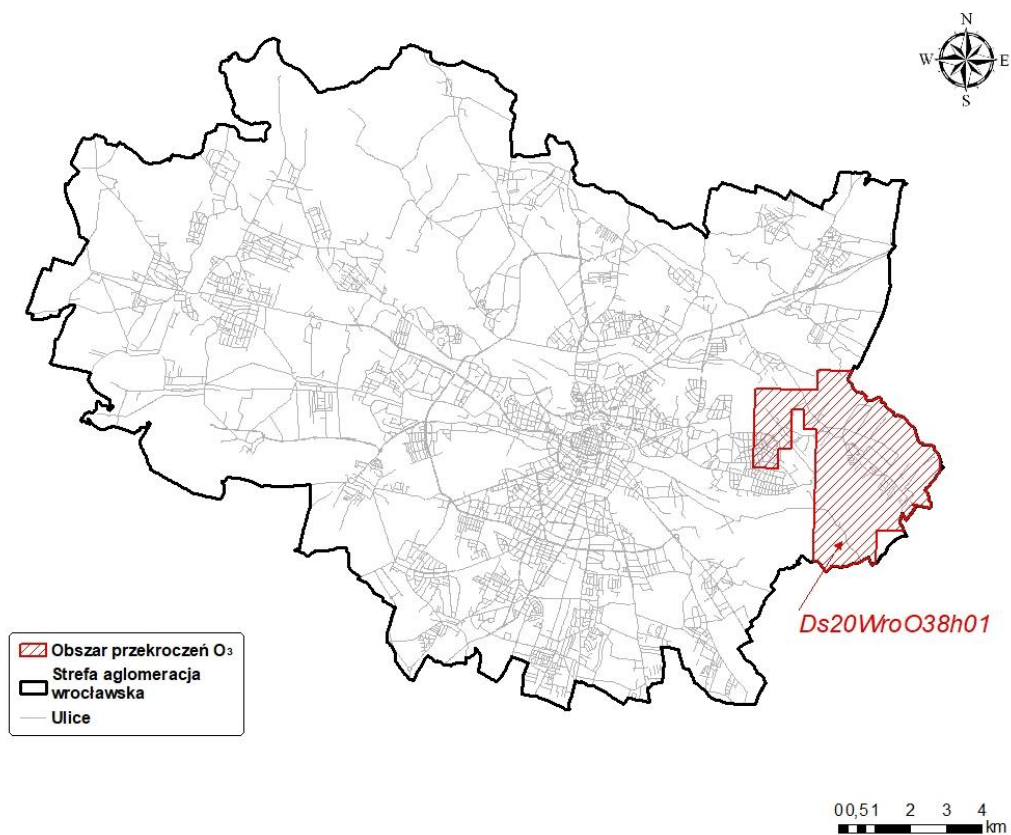 N
W E
S
Ds20WroO38h01
Obszar przekroczeń O₃
Strefa aglomeracja
wrocławska
Ulice
0 0,5 1 2 3 4
km